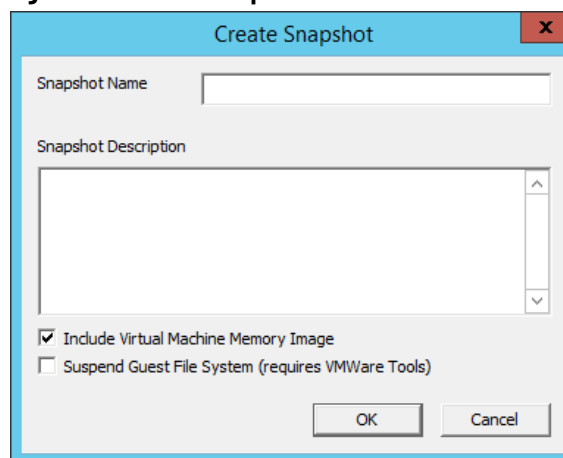 Create Snapshot
x
Snapshot Name
Snapshot Description
Include Virtual Machine Memory Image
Suspend Guest File System (requires VMWare Tools)
OK Cancel